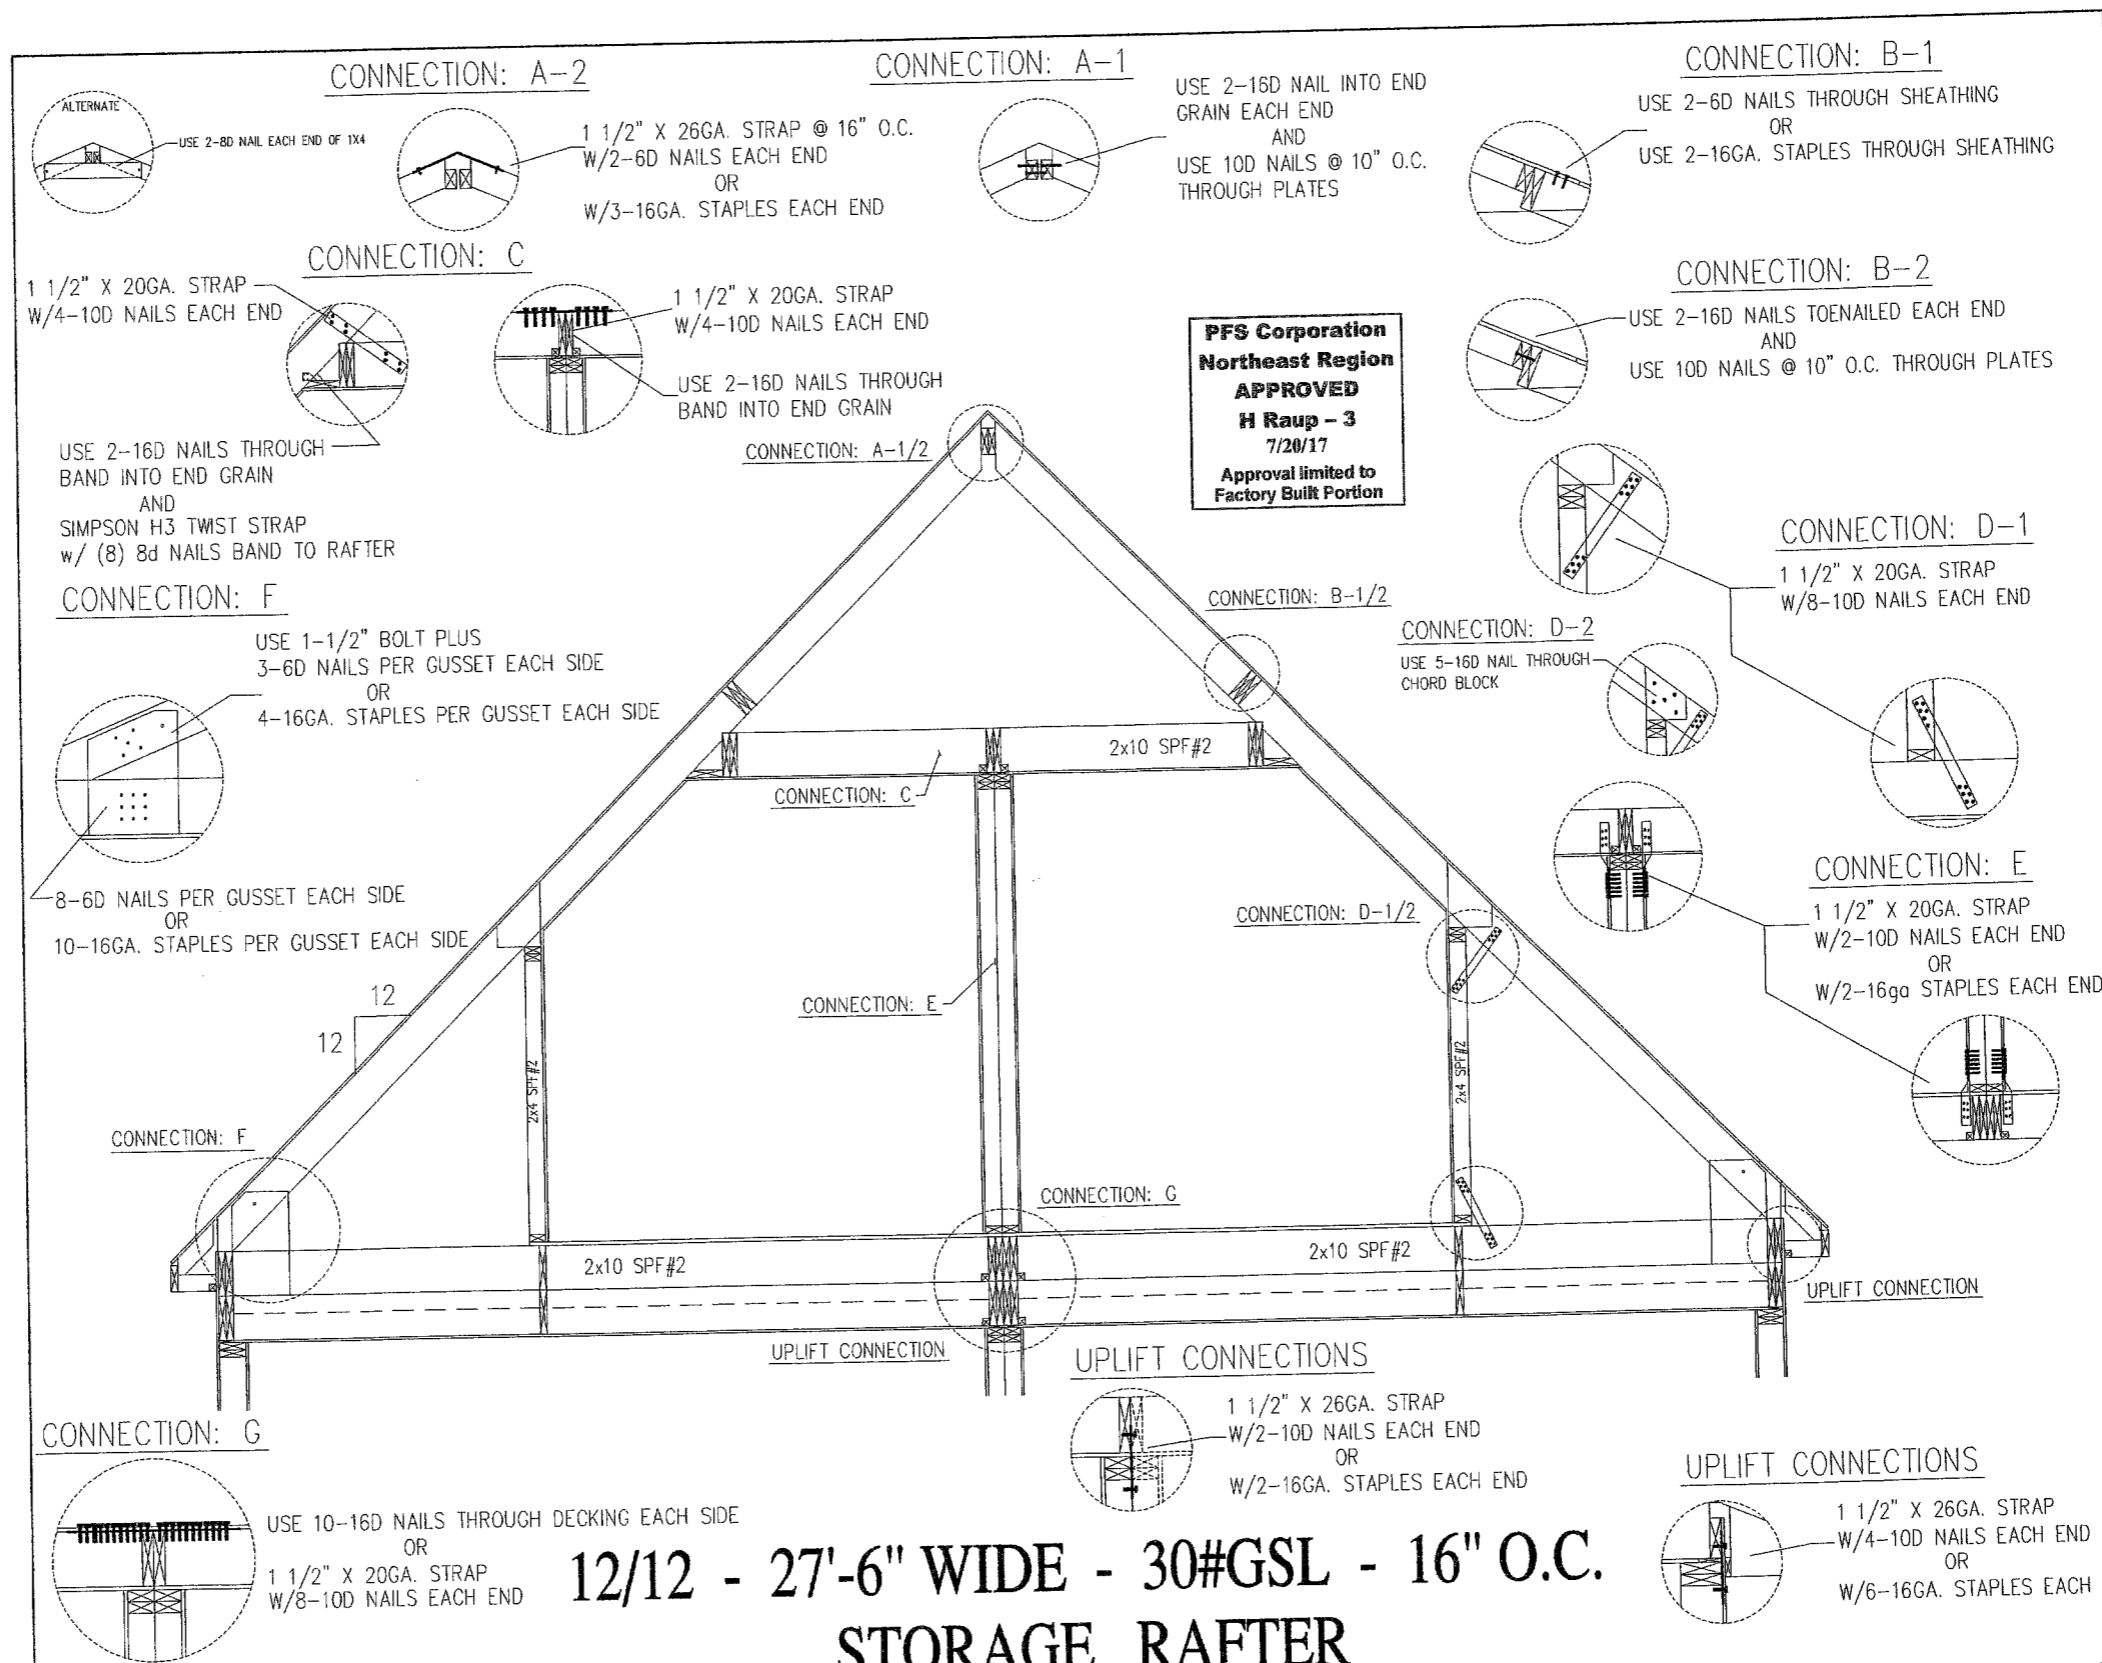 CONNECTION: A-2
ALTERNATE
USE 2-8D NAIL EACH END OF 1X4
1 1/2" X 26GA. STRAP @ 16" O.C.
W/2-6D NAILS EACH END
OR
W/3-16GA. STAPLES EACH END
CONNECTION: A-1
USE 2-16D NAIL INTO END
GRAIN EACH END
AND
USE 10D NAILS @ 10" O.C.
THROUGH PLATES
CONNECTION: B-1
USE 2-6D NAILS THROUGH SHEATHING
OR
USE 2-16GA. STAPLES THROUGH SHEATHING
CONNECTION: C
1 1/2" X 20GA. STRAP
W/4-10D NAILS EACH END
1 1/2" X 20GA. STRAP
W/4-10D NAILS EACH END
USE 2-16D NAILS THROUGH
BAND INTO END GRAIN
USE 2-16D NAILS THROUGH
BAND INTO END GRAIN
AND
SIMPSON H3 TWIST STRAP
w/ (8) 8d NAILS BAND TO RAFTER
CONNECTION: B-2
USE 2-16D NAILS TOENAILED EACH END
AND
USE 10D NAILS @ 10" O.C. THROUGH PLATES
PFS Corporation
Northeast Region
APPROVED
H Raup - 3
7/20/17
Approval limited to
Factory Built Portion
CONNECTION: A-1/2
CONNECTION: D-1
1 1/2" X 20GA. STRAP
W/8-10D NAILS EACH END
CONNECTION: F
USE 1-1/2" BOLT PLUS
3-6D NAILS PER GUSSET EACH SIDE
OR
4-16GA. STAPLES PER GUSSET EACH SIDE
8-6D NAILS PER GUSSET EACH SIDE
OR
10-16GA. STAPLES PER GUSSET EACH SIDE
CONNECTION: B-1/2
CONNECTION: D-2
USE 5-16D NAIL THROUGH
CHORD BLOCK
2x10 SPF#2
CONNECTION: C
CONNECTION: E
1 1/2" X 20GA. STRAP
W/2-10D NAILS EACH END
OR
W/2-16ga STAPLES EACH END
CONNECTION: D-1/2
CONNECTION: E
12
12
2x4 SPF#2
2x4 SPF#2
CONNECTION: F
CONNECTION: G
2x10 SPF#2
2x10 SPF#2
UPLIFT CONNECTION
UPLIFT CONNECTION
UPLIFT CONNECTIONS
1 1/2" X 26GA. STRAP
W/2-10D NAILS EACH END
OR
W/2-16GA. STAPLES EACH END
CONNECTION: G
USE 10-16D NAILS THROUGH DECKING EACH SIDE
OR
1 1/2" X 20GA. STRAP
W/8-10D NAILS EACH END
UPLIFT CONNECTIONS
1 1/2" X 26GA. STRAP
W/4-10D NAILS EACH END
OR
W/6-16GA. STAPLES EACH
12/12 - 27'-6" WIDE - 30#GSL - 16" O.C.
STORAGE RAFTER